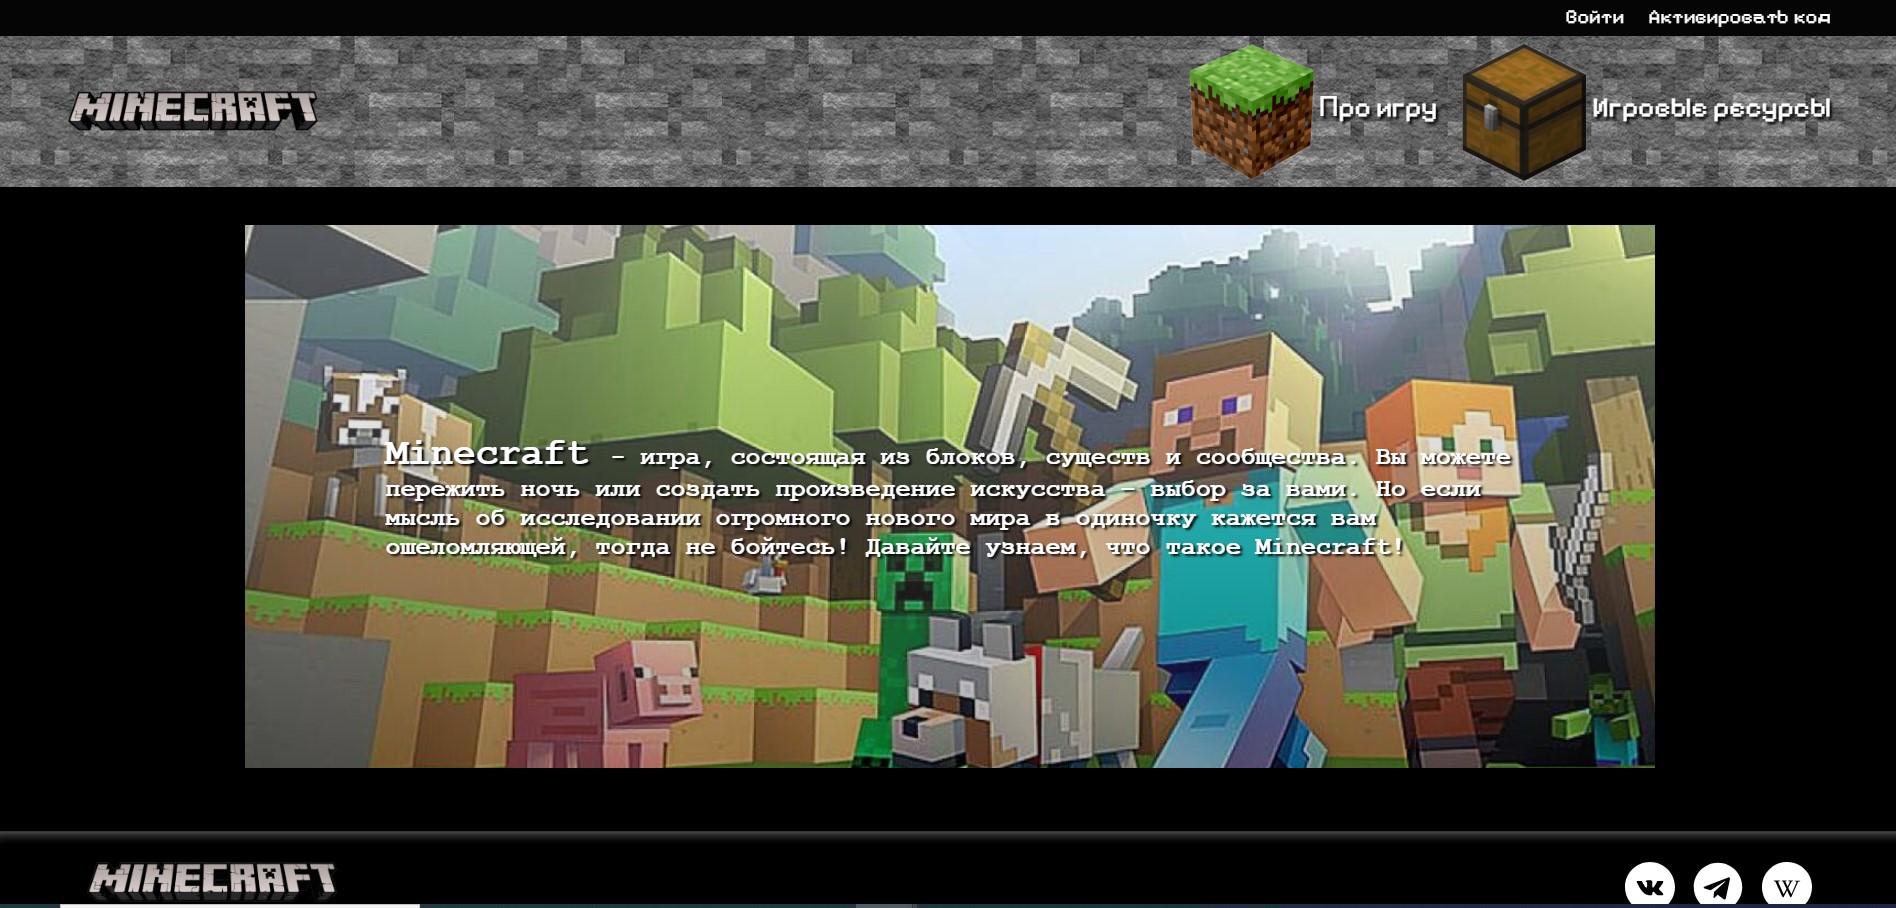 Войти Активировать код
MINECRAFT
Про игру
Игровые ресурсы
Minecraft - игра, состоящая из блоков, существ и сообщества. Вы можете
пережить ночь или создать произведение искусства – выбор за вами. Но если
мысль об исследовании огромного нового мира в одиночку кажется вам
ошеломляющей, тогда не бойтесь! Давайте узнаем, что такое Minecraft!
MINECRAFT
W